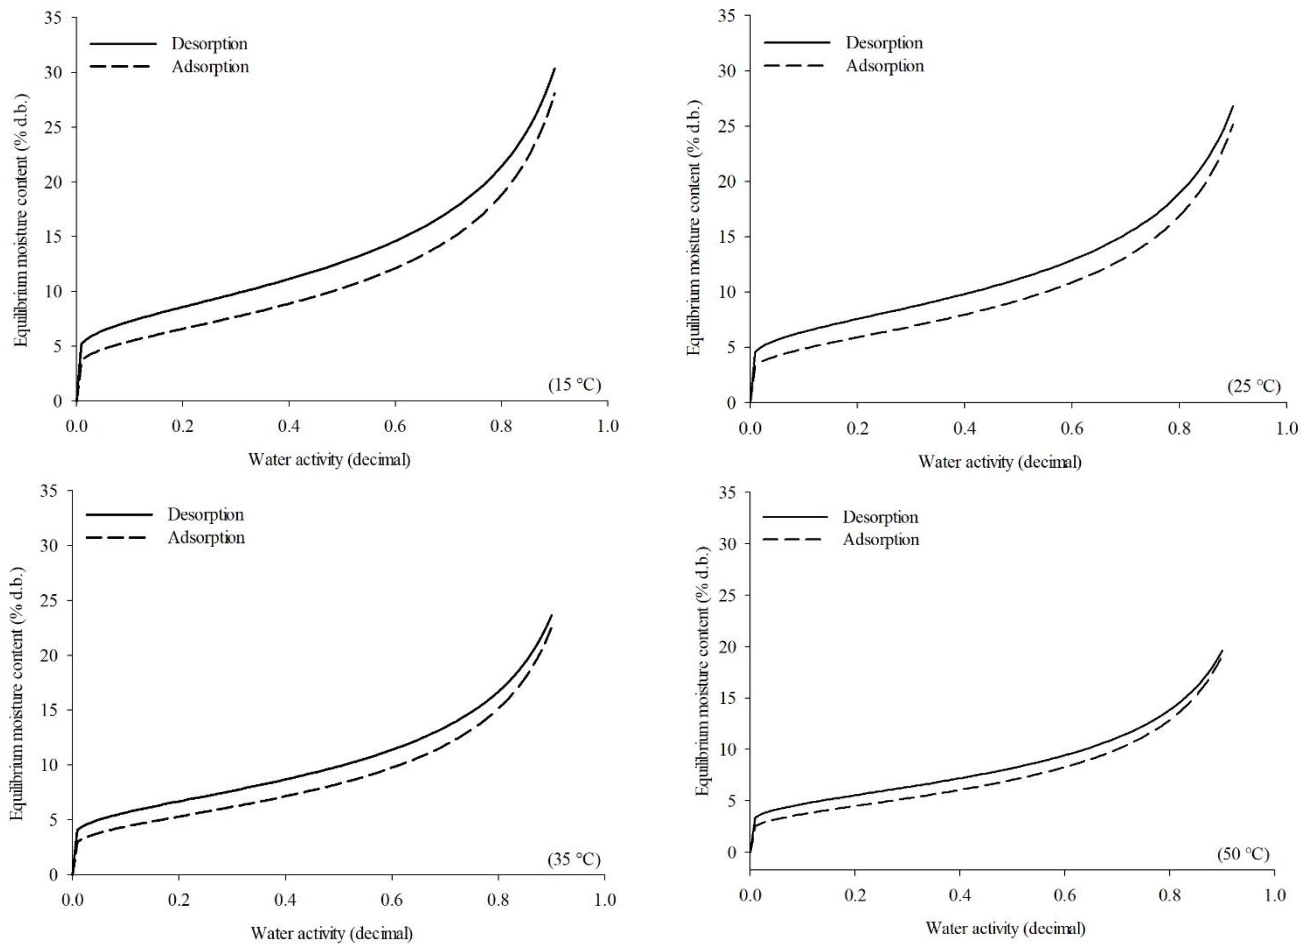 35
30
25
20
15
10
5
0
Equilibrium moisture content (% d.b.)
Desorption
Adsorption
(15 °C)
0.0 0.2 0.4 0.6 0.8 1.0
Water activity (decimal)
35
30
25
20
15
10
5
0
Equilibrium moisture content (% d.b.)
Desorption
Adsorption
(25 °C)
0.0 0.2 0.4 0.6 0.8 1.0
Water activity (decimal)
35
30
25
20
15
10
5
0
Equilibrium moisture content (% d.b.)
Desorption
Adsorption
(35 °C)
0.0 0.2 0.4 0.6 0.8 1.0
Water activity (decimal)
35
30
25
20
15
10
5
0
Equilibrium moisture content (% d.b.)
Desorption
Adsorption
(50 °C)
0.0 0.2 0.4 0.6 0.8 1.0
Water activity (decimal)